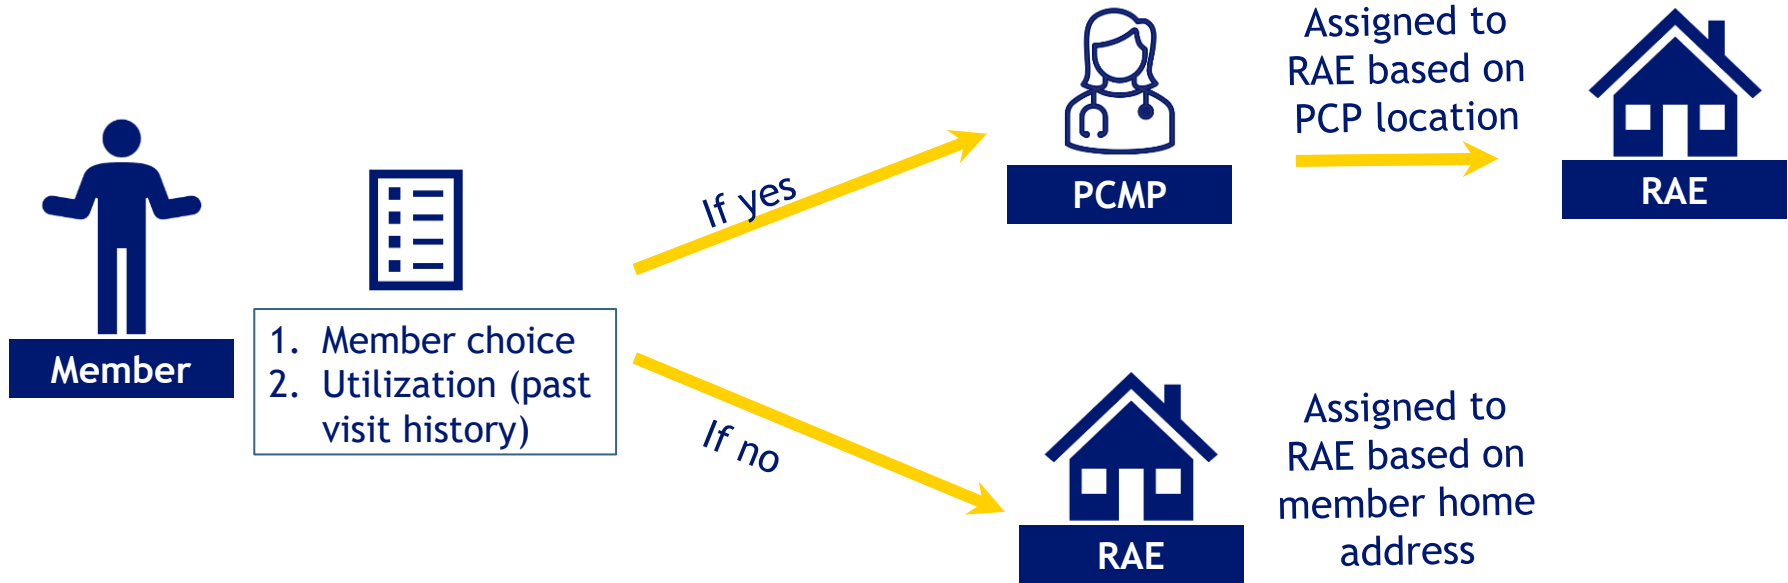 Member
1. Member choice
2. Utilization (past
visit history)
If yes
If no
PCMP
Assigned to
RAE based on
PCP location
RAE
RAE
Assigned to
RAE based on
member home
address